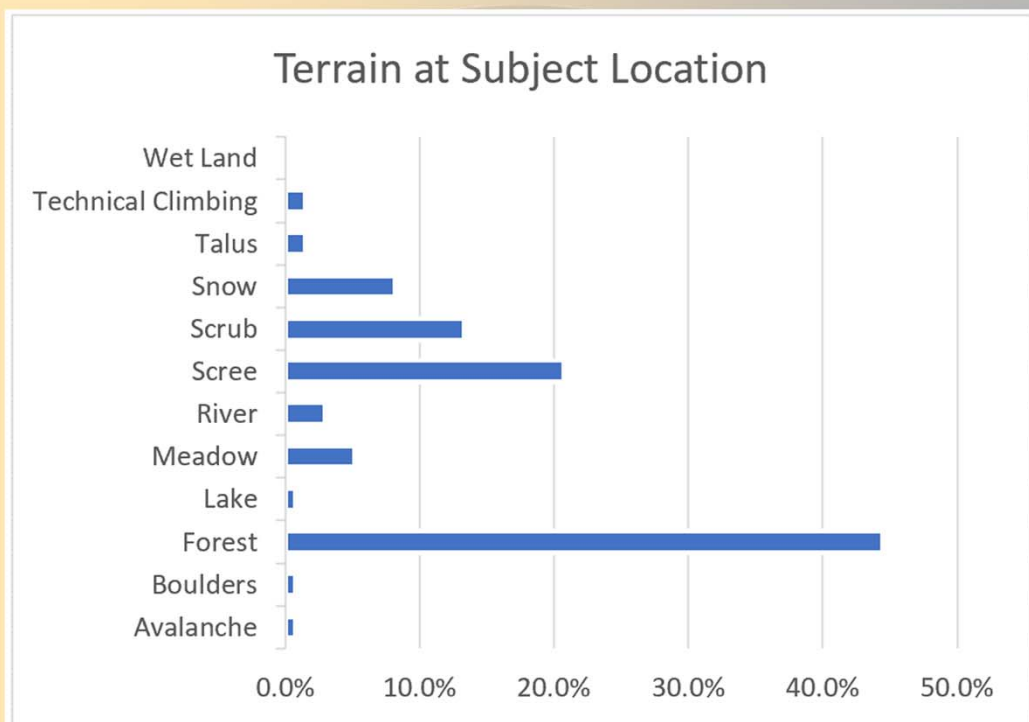 Terrain at Subject Location
Wet Land
Technical Climbing
Talus
Snow
Scrub
Scree
River
Meadow
Lake
Forest
Boulders
Avalanche
0.0% 10.0% 20.0% 30.0% 40.0% 50.0%